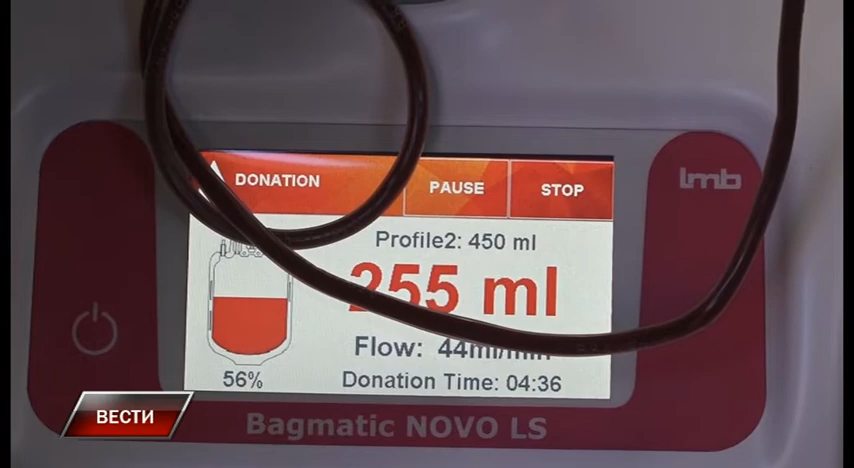 DONATION
PAUSE
STOP
lmb
Profile2: 450 ml
255 ml
Flow: 44ml/min
56%
Donation Time: 04:36
ВЕСТИ
Bagmatic NOVO LS